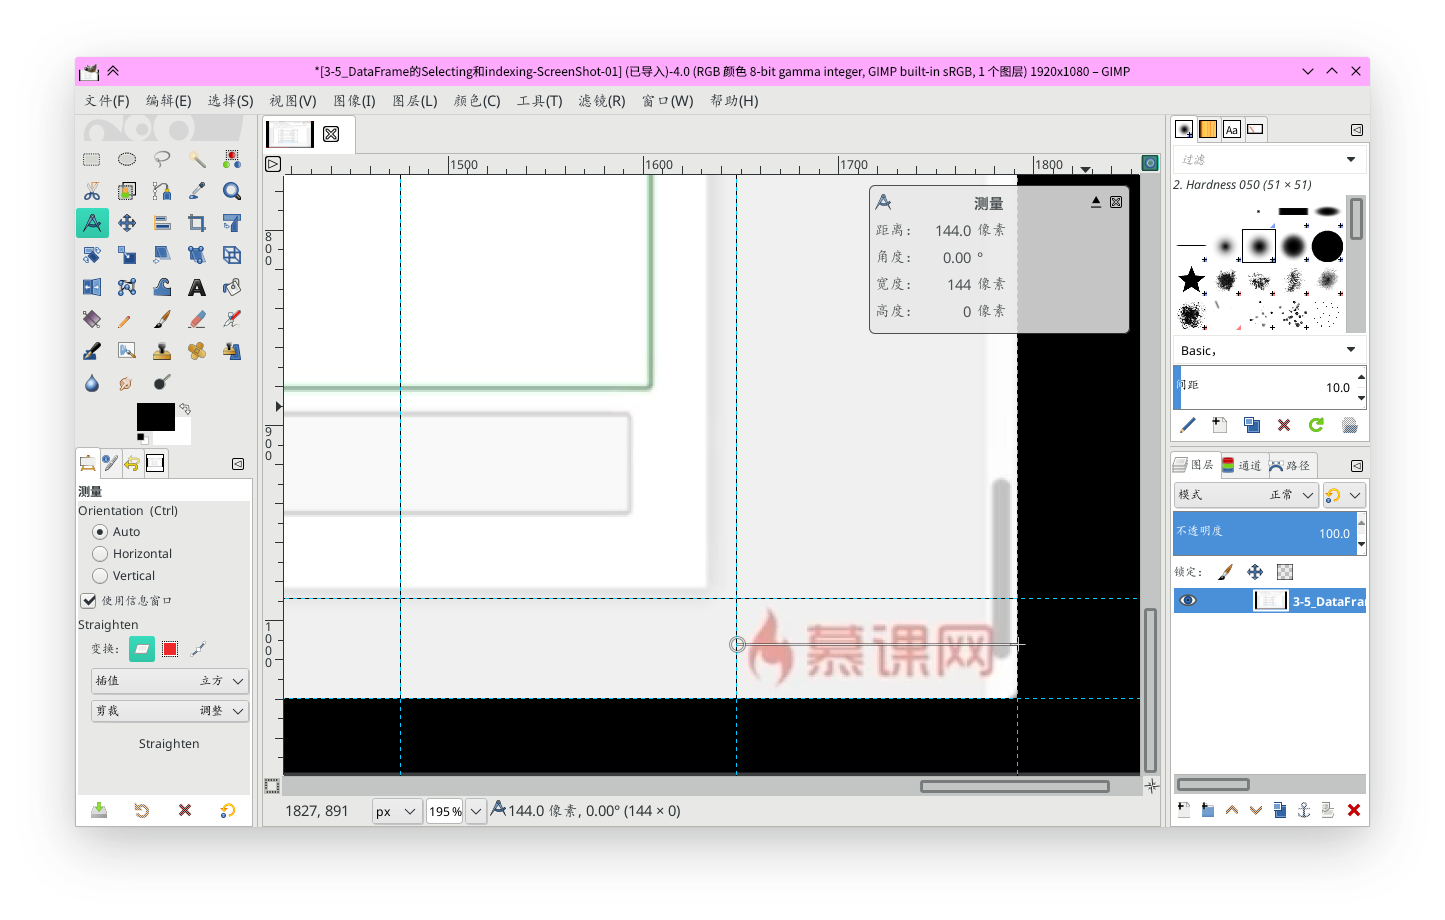 *[3-5_DataFrame的Selecting和indexing-ScreenShot-01] (已导入)-4.0 (RGB 颜色 8-bit gamma integer, GIMP built-in sRGB, 1 个图层) 1920x1080 – GIMP
文件(F) 编辑(E) 选择(S) 视图(V) 图像(I) 图层(L) 颜色(C) 工具(T) 滤镜(R) 窗口(W) 帮助(H)
1500 1600 1700 1800
800
900
1000
测量
距离: 144.0 像素
角度: 0.00 °
宽度: 144 像素
高度: 0 像素
慕课网
测量
Orientation (Ctrl)
Auto
Horizontal
Vertical
使用信息窗口
Straighten
变换:
插值 立方
剪裁 调整
Straighten
1827, 891 px 195% 144.0 像素, 0.00° (144 × 0)
Aa
过滤
2. Hardness 050 (51 × 51)
Basic,
间距 10.0
图层 通道 路径
模式 正常
不透明度 100.0
锁定:
3-5_DataFra